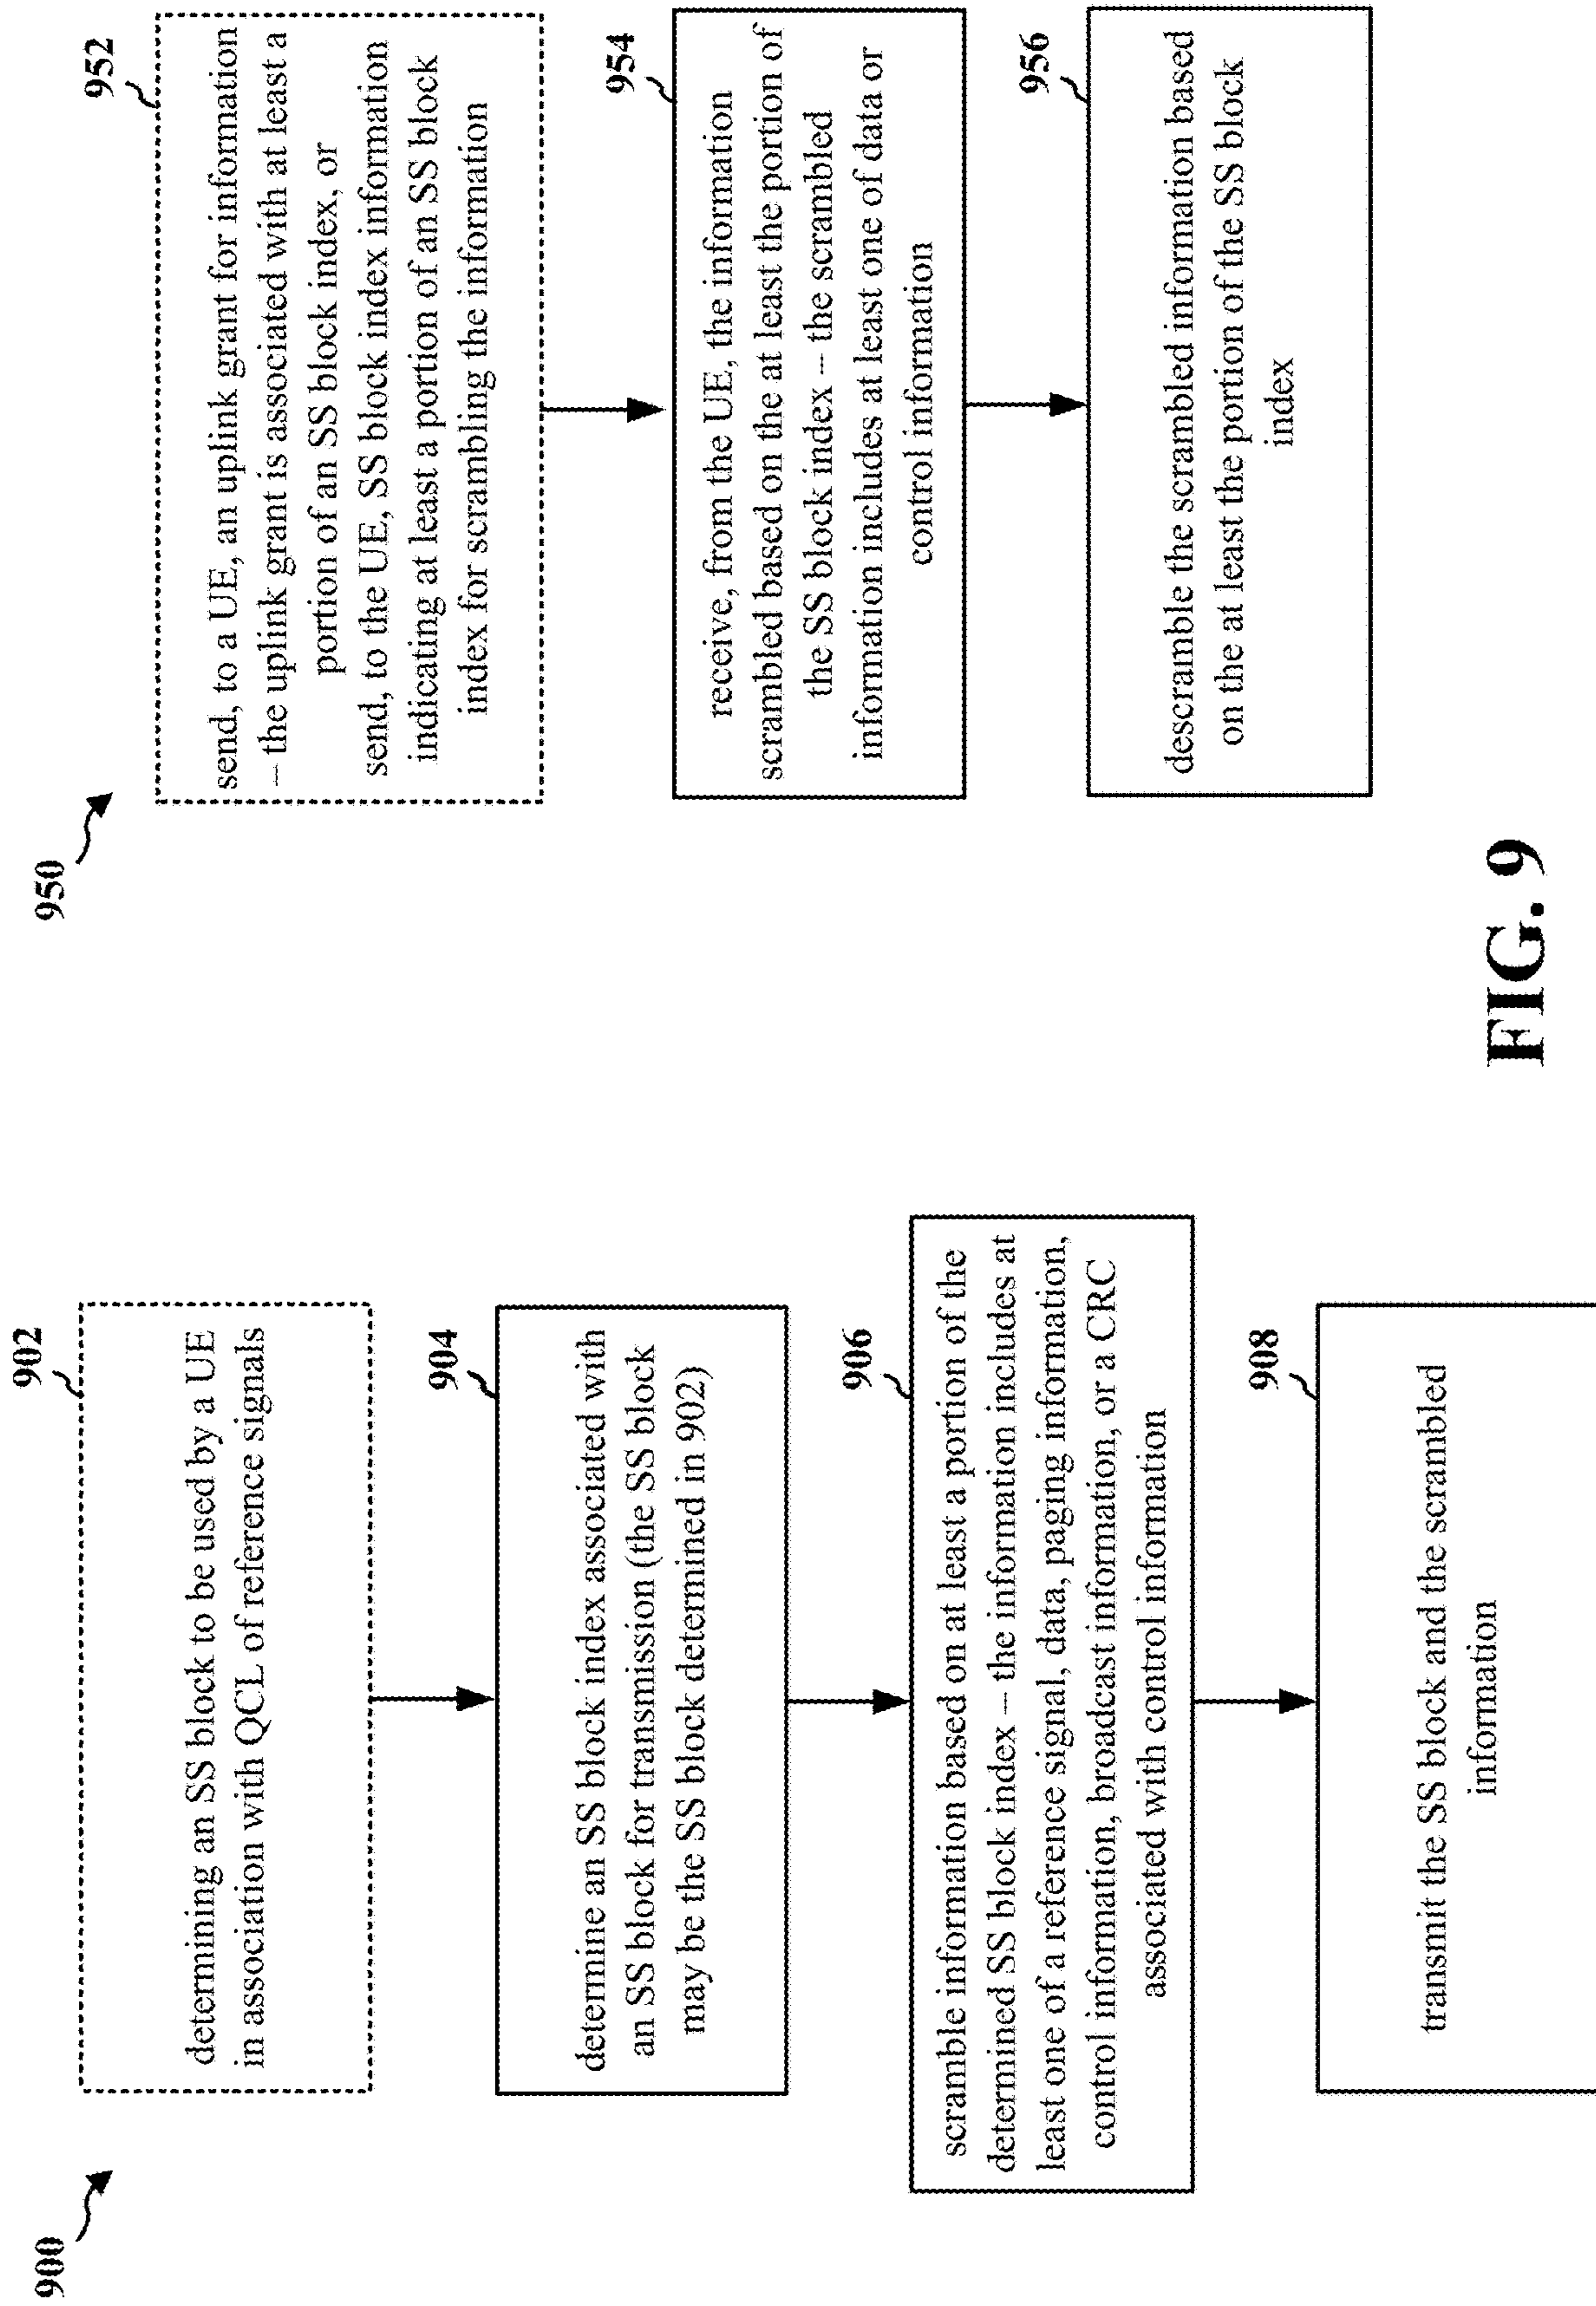 900
902
determining an SS block to be used by a UE
in association with QCL of reference signals
904
determine an SS block index associated with
an SS block for transmission (the SS block
may be the SS block determined in 902)
906
scramble information based on at least a portion of the
determined SS block index – the information includes at
least one of a reference signal, data, paging information,
control information, broadcast information, or a CRC
associated with control information
908
transmit the SS block and the scrambled
information
950
952
send, to a UE, an uplink grant for information
– the uplink grant is associated with at least a
portion of an SS block index, or
send, to the UE, SS block index information
indicating at least a portion of an SS block
index for scrambling the information
954
receive, from the UE, the information
scrambled based on the at least the portion of
the SS block index – the scrambled
information includes at least one of data or
control information
956
descramble the scrambled information based
on the at least the portion of the SS block
index
FIG. 9